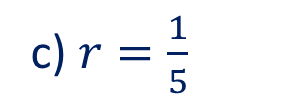 c) r = 1/5